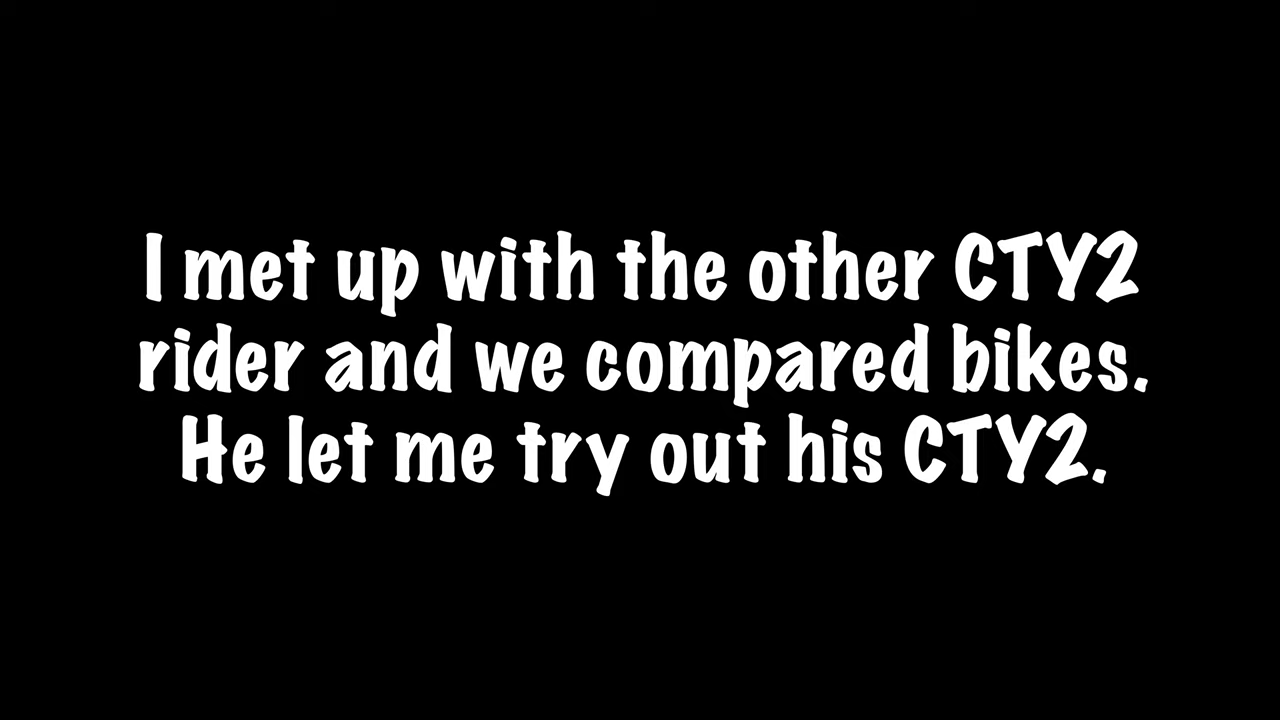 I met up with the other CTY2
rider and we compared bikes.
He let me try out his CTY2.